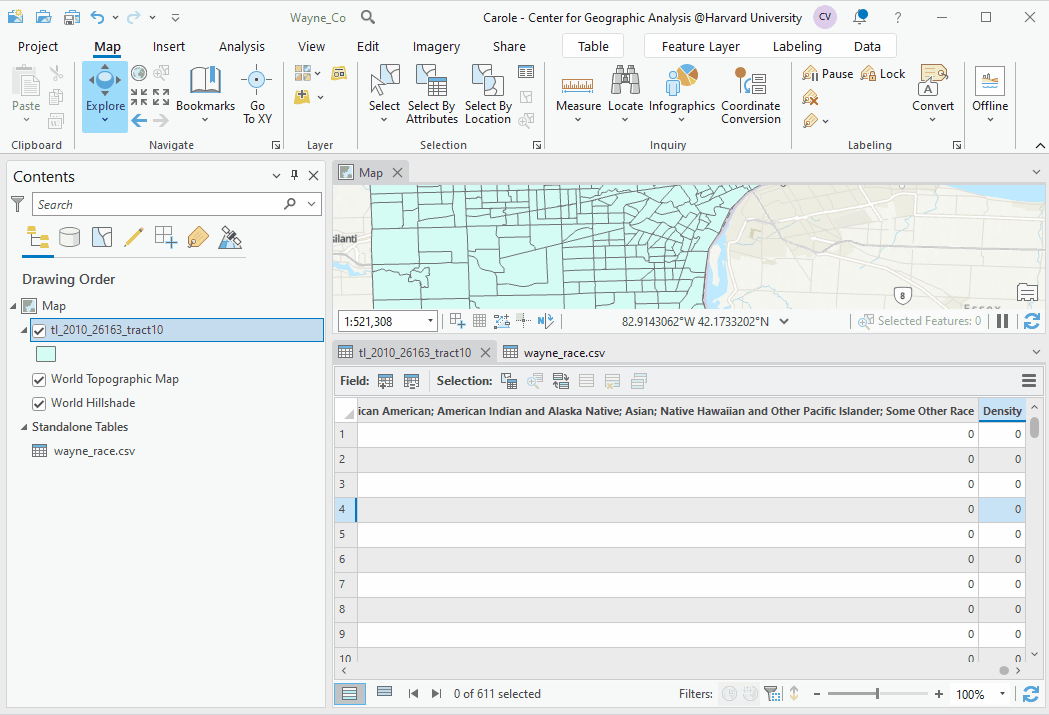 Wayne_Co
Carole - Center for Geographic Analysis @Harvard University
CV
?
Project Map Insert Analysis View Edit Imagery Share Table Feature Layer Labeling Data
Paste
Clipboard
Explore
Bookmarks
Go
To XY
Navigate
Layer
Select
Select By
Attributes
Select By
Location
Selection
Measure
Locate
Infographics
Coordinate
Conversion
Inquiry
Pause
Lock
Convert
Labeling
Offline
Contents
Search
Drawing Order
Map
tl_2010_26163_tract10
World Topographic Map
World Hillshade
Standalone Tables
wayne_race.csv
Map
silanti
8
Essex
1:521,308
82.9143062°W 42.1733202°N
Selected Features: 0
tl_2010_26163_tract10
wayne_race.csv
Field:
Selection:
ican American; American Indian and Alaska Native; Asian; Native Hawaiian and Other Pacific Islander; Some Other Race Density
1 0 0
2 0 0
3 0 0
4 0 0
5 0 0
6 0 0
7 0 0
8 0 0
9 0 0
10 0 0
0 of 611 selected
Filters:
- + 100%